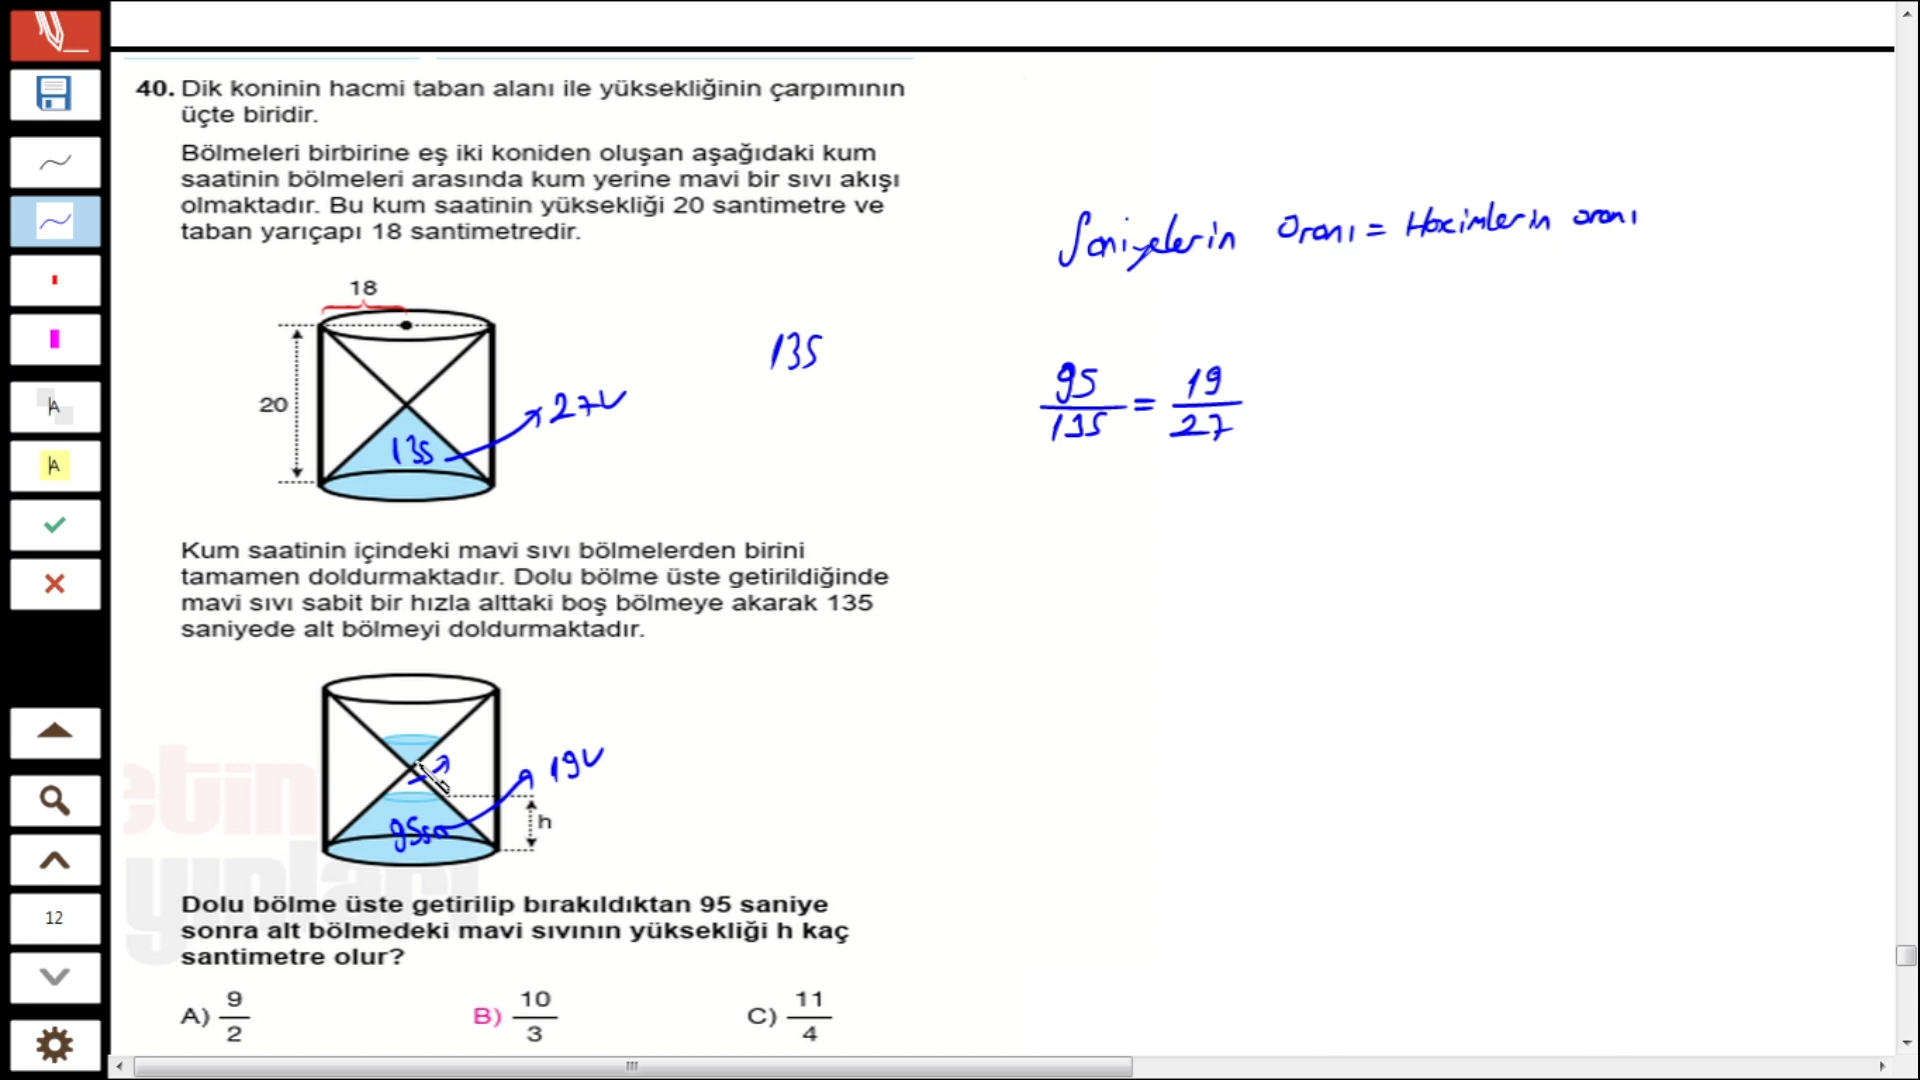 40. Dik koninin hacmi taban alanı ile yüksekliğinin çarpımının
üçte biridir.
Bölmeleri birbirine eş iki koniden oluşan aşağıdaki kum
saatinin bölmeleri arasında kum yerine mavi bir sıvı akışı
olmaktadır. Bu kum saatinin yüksekliği 20 santimetre ve
taban yarıçapı 18 santimetredir.
Saniyelerin Oranı = Hacimlerin oranı
18
20
135
27V
135
95/135 = 19/27
Kum saatinin içindeki mavi sıvı bölmelerden birini
tamamen doldurmaktadır. Dolu bölme üste getirildiğinde
mavi sıvı sabit bir hızla alttaki boş bölmeye akarak 135
saniyede alt bölmeyi doldurmaktadır.
19V
95sn
h
etin
yınları
Dolu bölme üste getirilip bırakıldıktan 95 saniye
sonra alt bölmedeki mavi sıvının yüksekliği h kaç
santimetre olur?
A) 9/2 B) 10/3 C) 11/4
A
A
12